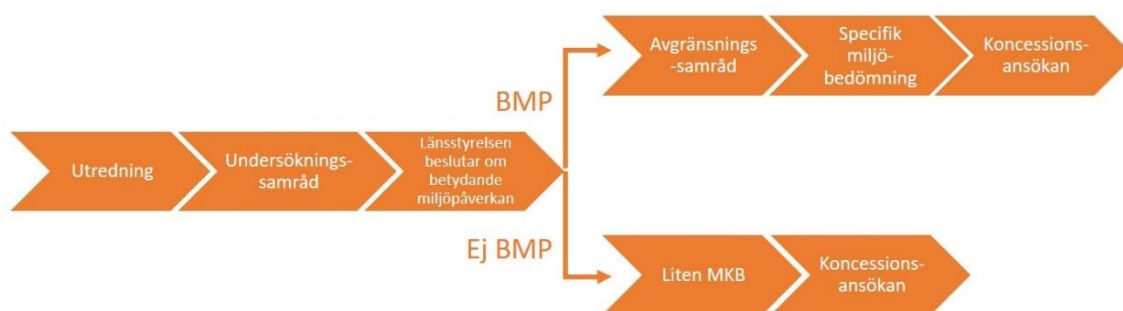 Utredning
Undersöknings-
samråd
Länsstyrelsen
beslutar om
betydande
miljöpåverkan
BMP
Avgränsnings
-samråd
Specifik
miljö-
bedömning
Koncessions-
ansökan
Ej BMP
Liten MKB
Koncessions-
ansökan